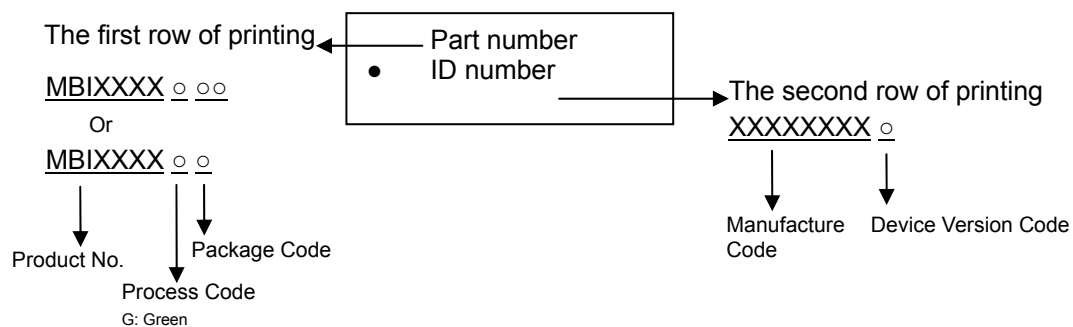 The first row of printing
MBIXXXX ○ ○○
Or
MBIXXXX ○ ○
Product No.
Process Code
G: Green
Package Code
Part number
● ID number
The second row of printing
XXXXXXXX ○
Manufacture
Code
Device Version Code